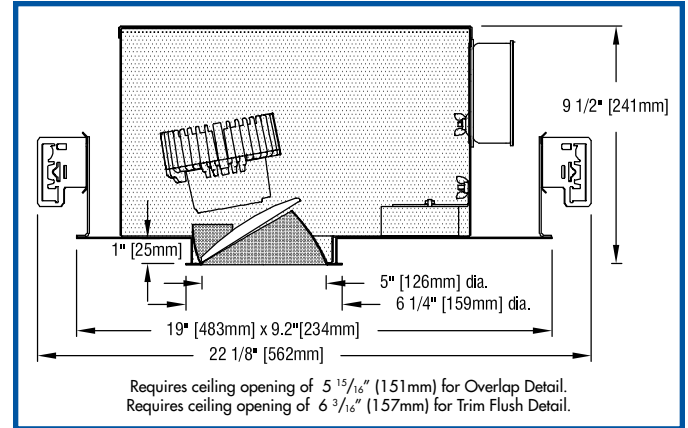 9 1/2" [241mm]
1" [25mm]
5" [126mm] dia.
6 1/4" [159mm] dia.
19" [483mm] x 9.2"[234mm]
22 1/8" [562mm]
Requires ceiling opening of 5 15/16" (151mm) for Overlap Detail.
Requires ceiling opening of 6 3/16" (157mm) for Trim Flush Detail.